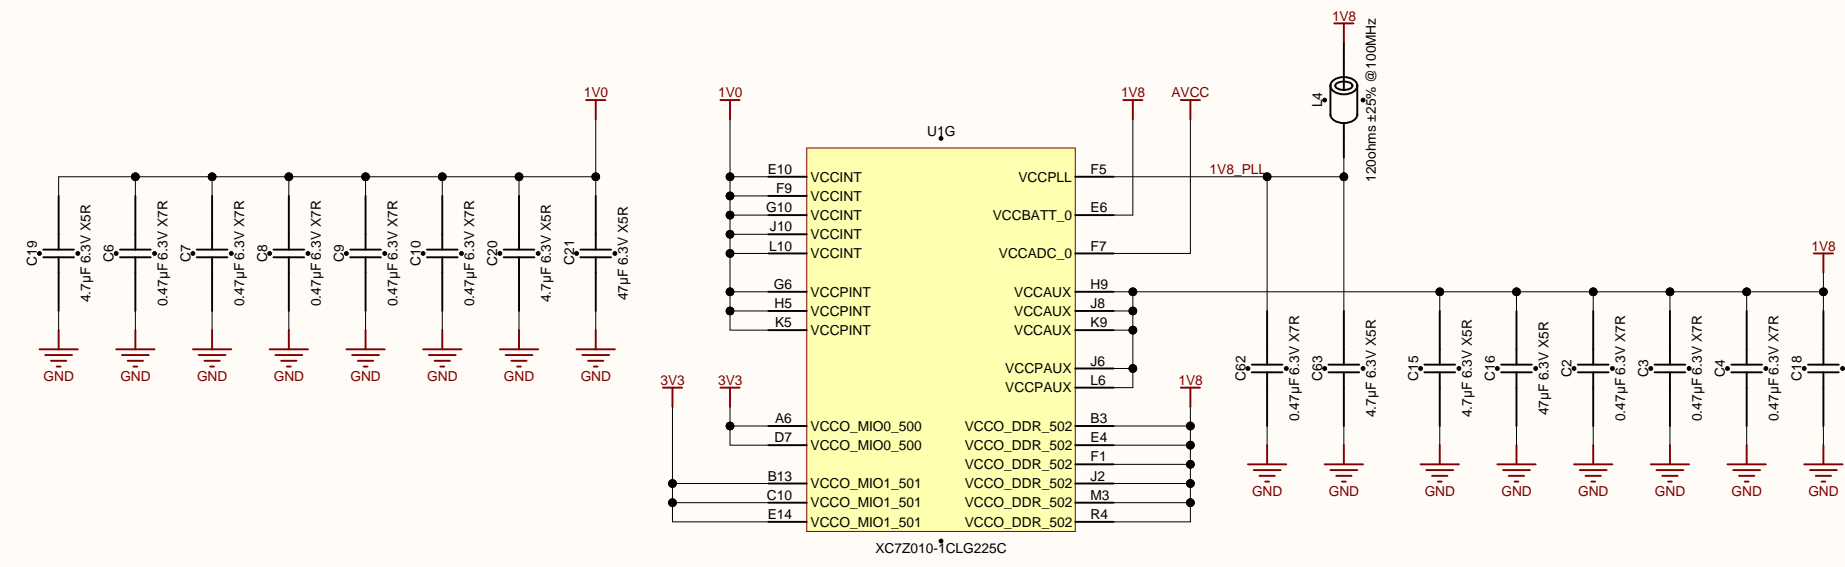 1V8
L4
120ohms ±25% @100MHz
1V0
1V0
1V8
AVCC
U1G
E10 VCCINT
F9 VCCINT
G10 VCCINT
J10 VCCINT
L10 VCCINT
G6 VCCPINT
H5 VCCPINT
K5 VCCPINT
3V3
3V3
A6 VCCO_MIO0_500
D7 VCCO_MIO0_500
B13 VCCO_MIO1_501
C10 VCCO_MIO1_501
E14 VCCO_MIO1_501
VCCPLL F5
1V8_PLL
VCCBATT_0 E6
VCCADC_0 F7
VCCAUX H9
VCCAUX J8
VCCAUX K9
VCCPAUX J6
VCCPAUX L6
1V8
VCCO_DDR_502 B3
VCCO_DDR_502 E4
VCCO_DDR_502 F1
VCCO_DDR_502 J2
VCCO_DDR_502 M3
VCCO_DDR_502 R4
XC7Z010-1CLG225C
C19
4.7µF 6.3V X5R
C6
0.47µF 6.3V X7R
C7
0.47µF 6.3V X7R
C8
0.47µF 6.3V X7R
C9
0.47µF 6.3V X7R
C10
0.47µF 6.3V X7R
C20
4.7µF 6.3V X5R
C21
47µF 6.3V X5R
GND
GND
GND
GND
GND
GND
GND
GND
1V8
C62
0.47µF 6.3V X7R
C63
4.7µF 6.3V X5R
C15
4.7µF 6.3V X5R
C16
47µF 6.3V X5R
C2
0.47µF 6.3V X7R
C3
0.47µF 6.3V X7R
C4
0.47µF 6.3V X7R
C18
GND
GND
GND
GND
GND
GND
GND
GND